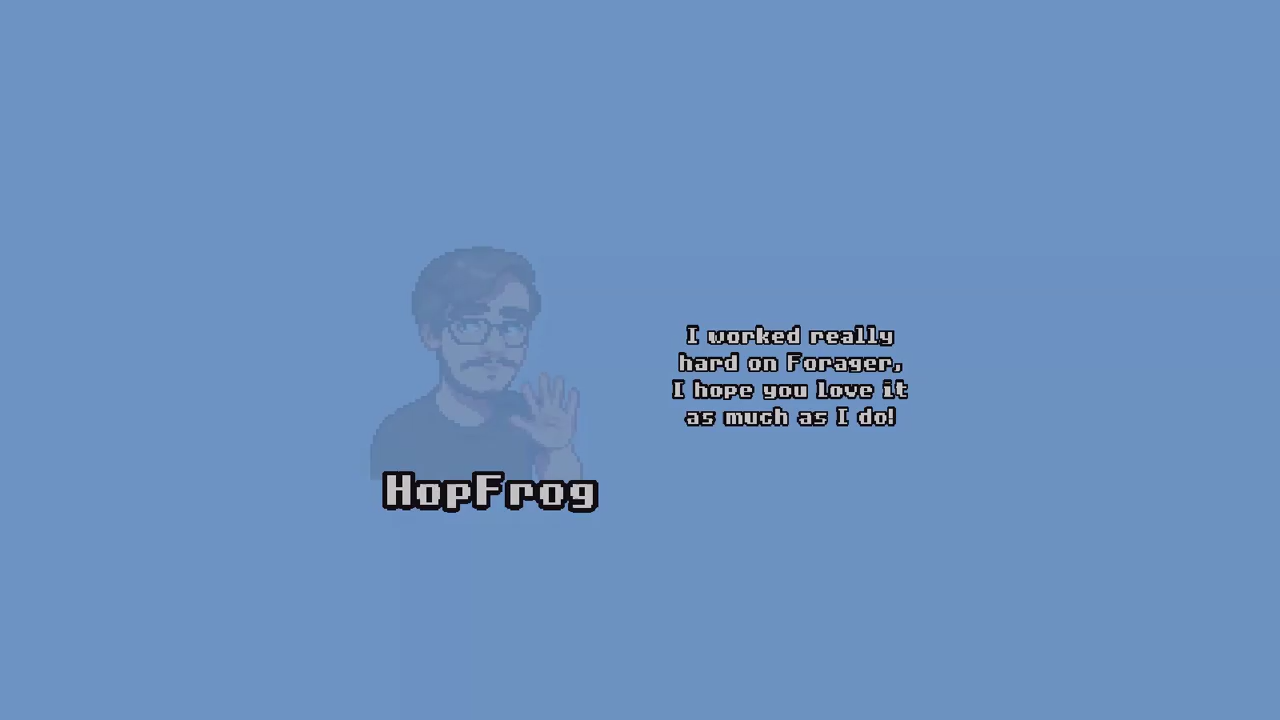 I worked really
hard on Forager,
I hope you love it
as much as I do!
HopFrog